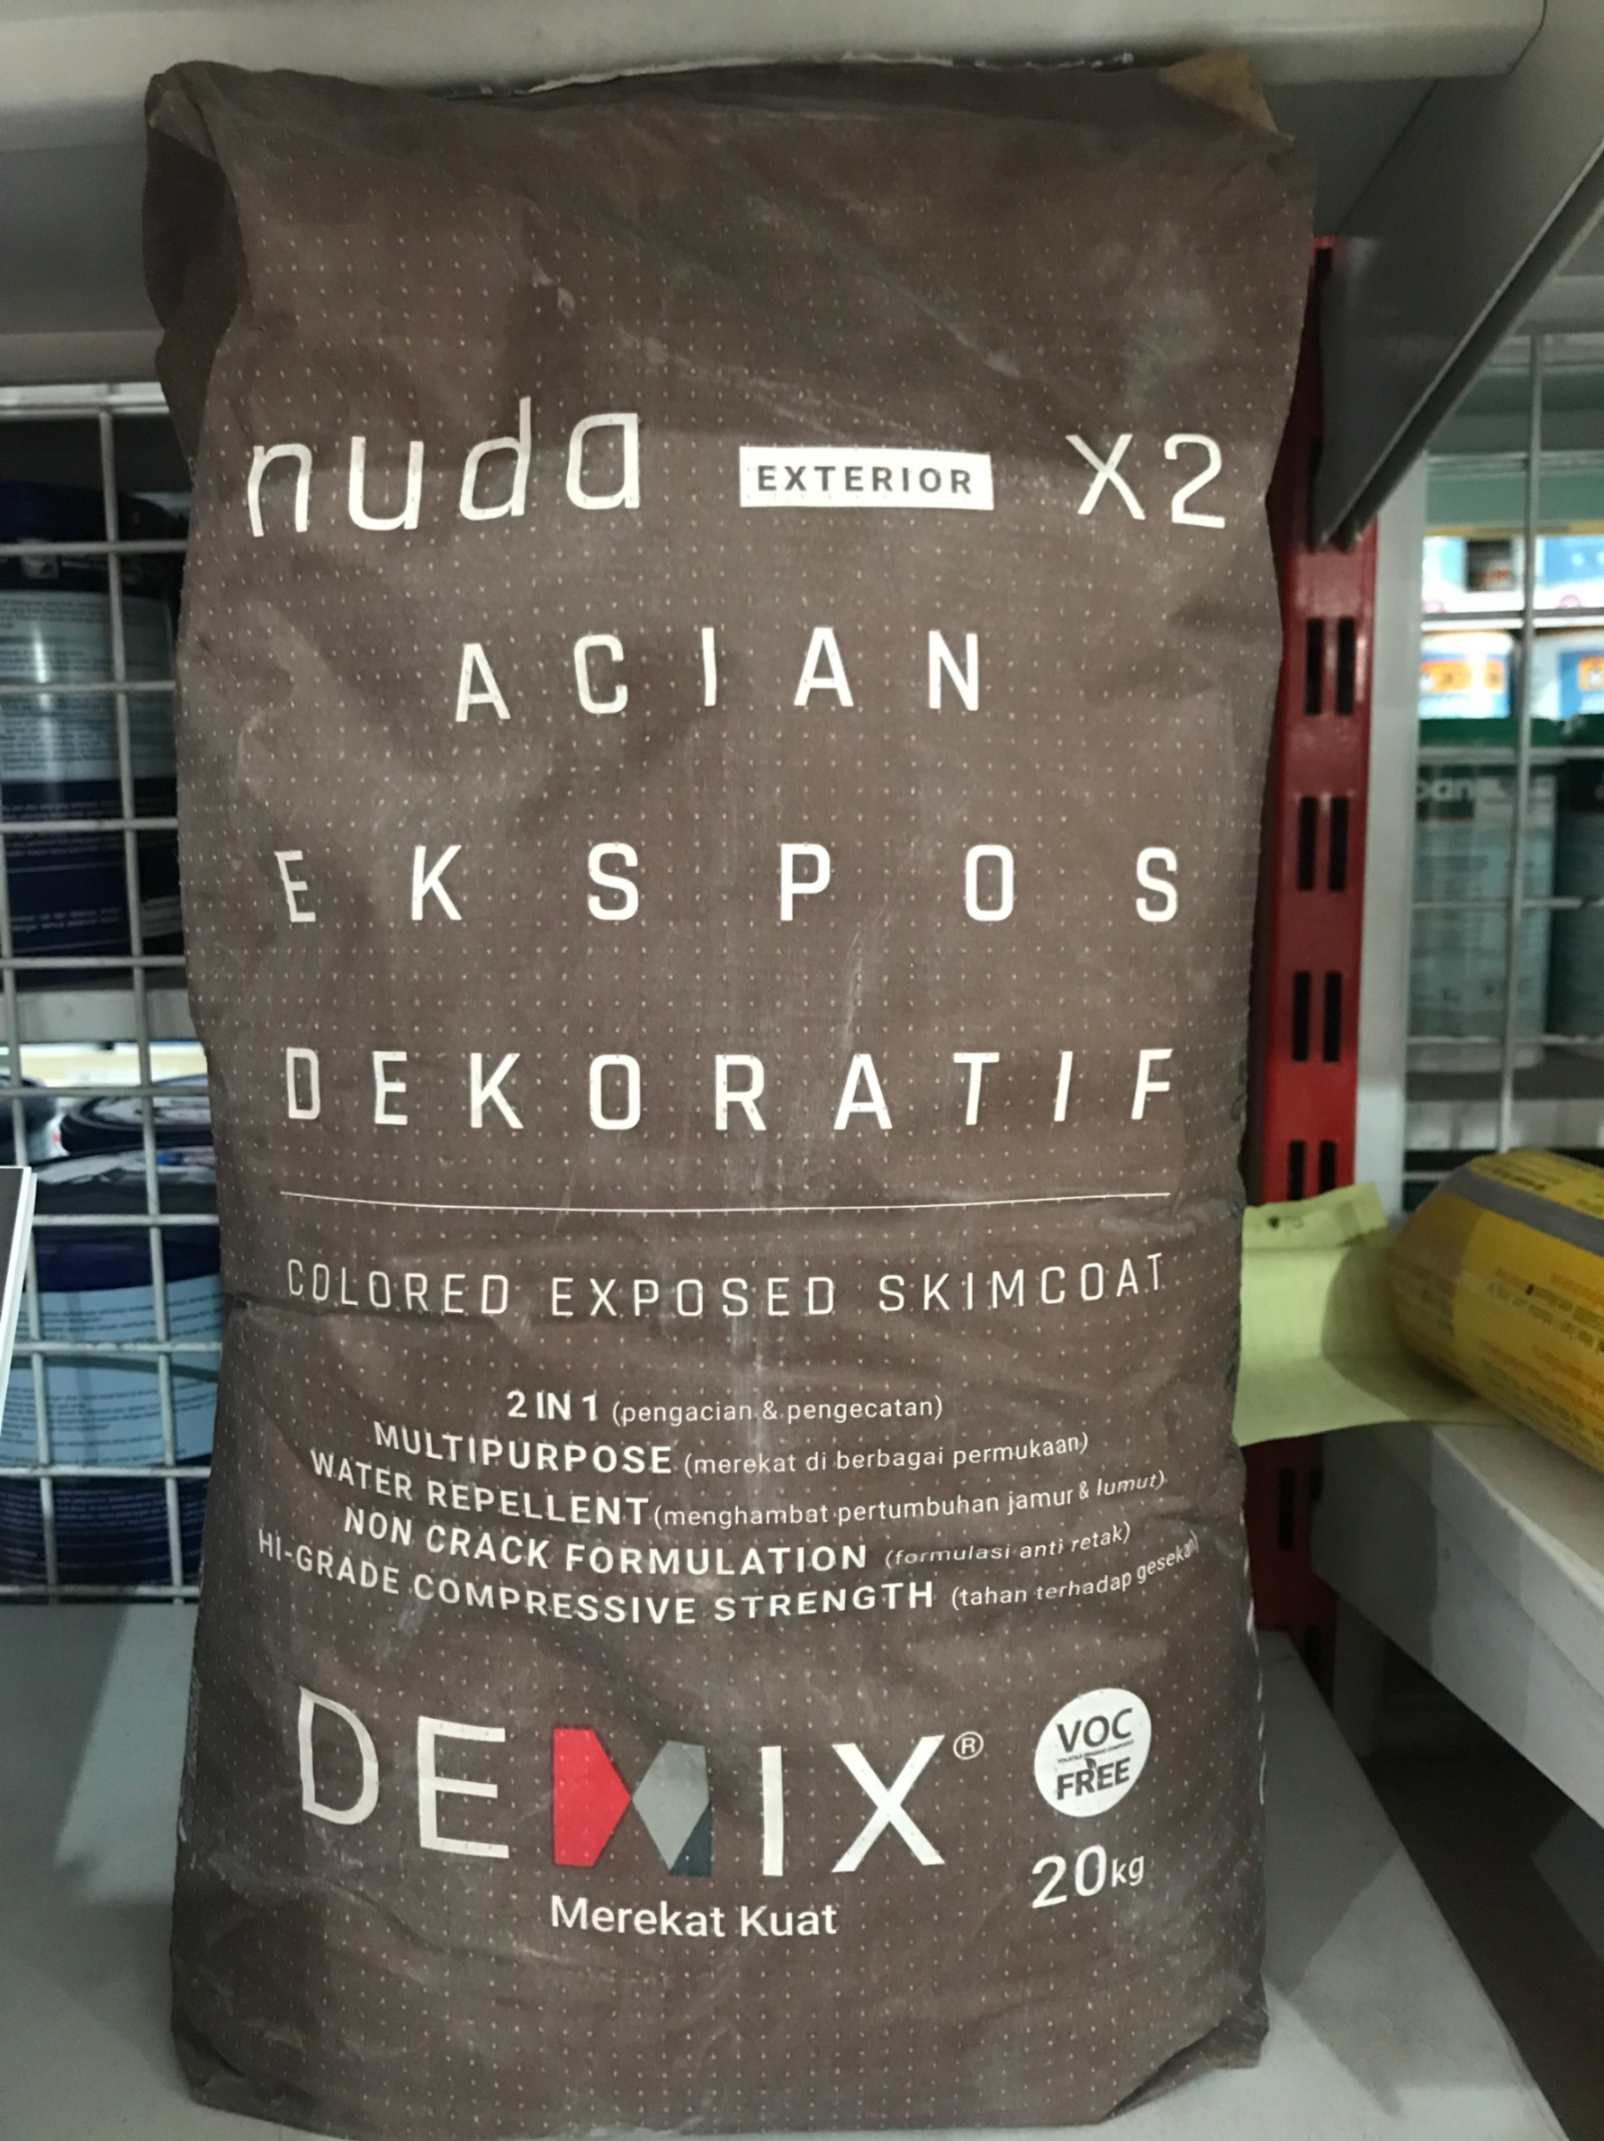 nuda EXTERIOR X2
ACIAN
EKSPOS
DEKORATIF
COLORED EXPOSED SKIMCOAT
2 IN 1 (pengacian & pengecatan)
MULTIPURPOSE (merekat di berbagai permukaan)
WATER REPELLENT (menghambat pertumbuhan jamur & lumut)
NON CRACK FORMULATION (formulasi anti retak)
HI-GRADE COMPRESSIVE STRENGTH (tahan terhadap gesekan)
DEMIX®
Merekat Kuat
VOC
FREE
20kg